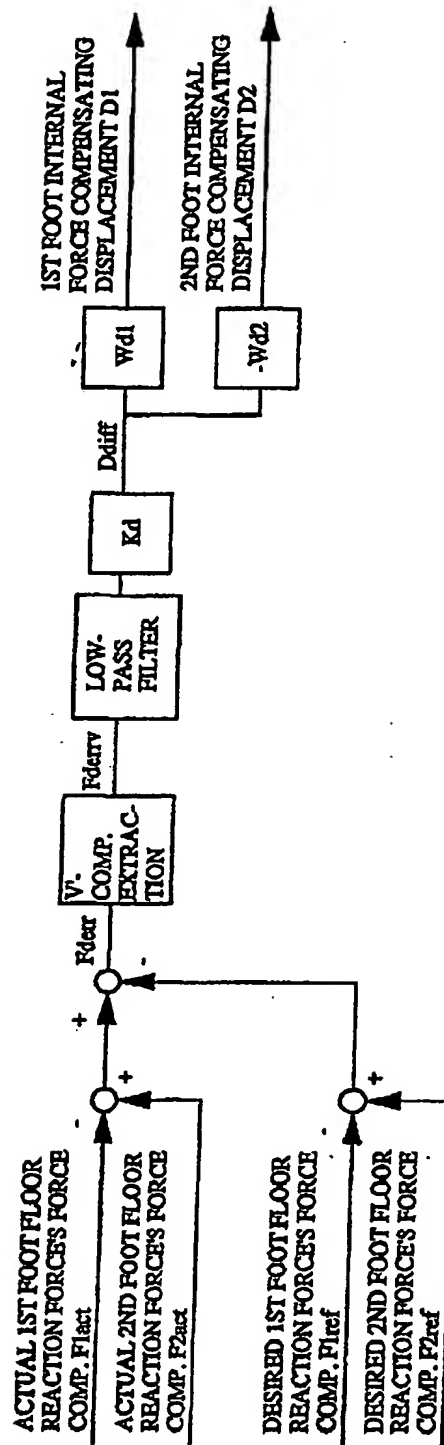 ACTUAL 1ST FOOT FLOOR
REACTION FORCE'S FORCE
COMP. F1act
ACTUAL 2ND FOOT FLOOR
REACTION FORCE'S FORCE
COMP. F2act
DESIRED 1ST FOOT FLOOR
REACTION FORCE'S FORCE
COMP. F1ref
DESIRED 2ND FOOT FLOOR
REACTION FORCE'S FORCE
COMP. F2ref
-
+
+
-
-
+
Fderr
V'-
COMP.
EXTRAC-
TION
Fderrv
LOW-
PASS
FILTER
Kd
Ddiff
Wd1
-Wd2
1ST FOOT INTERNAL
FORCE COMPENSATING
DISPLACEMENT D1
2ND FOOT INTERNAL
FORCE COMPENSATING
DISPLACEMENT D2